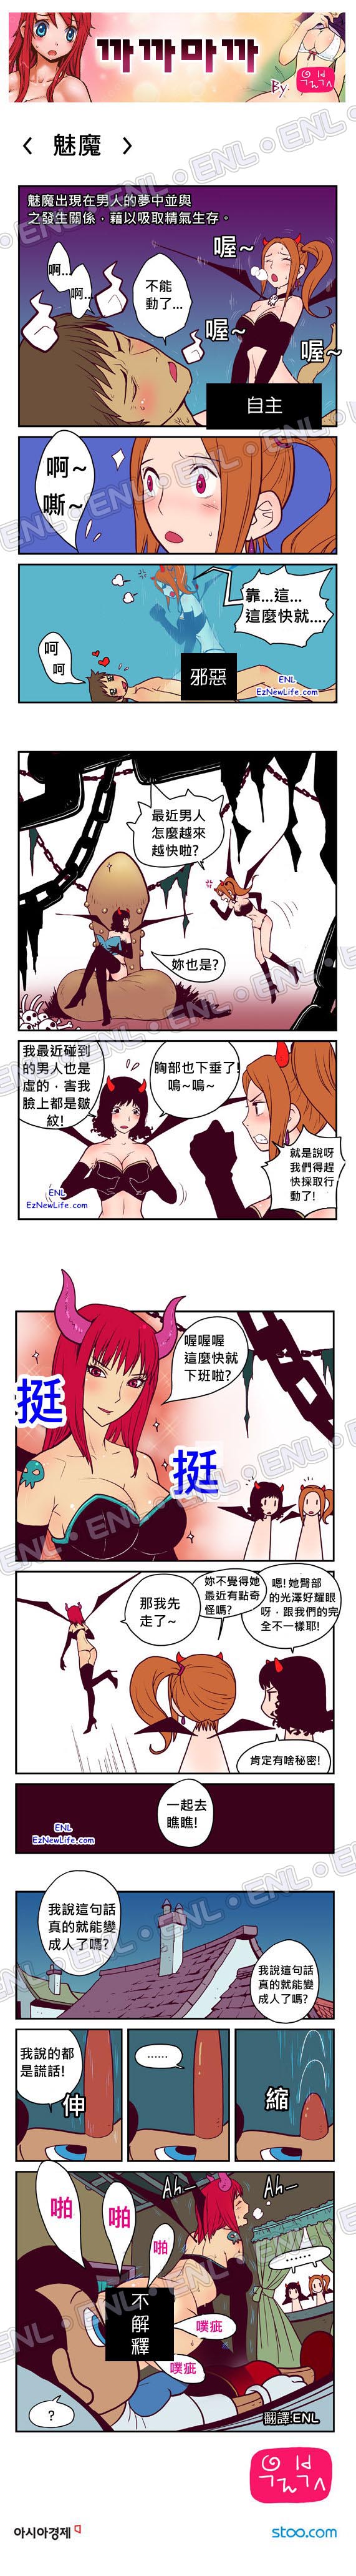 까까마까
By.
으뉴기
< 魅魔 >
魅魔出現在男人的夢中並與
之發生關係，藉以吸取精氣生存。
喔~
啊...
啊...
不能
動了...
喔~
喔~
自主
啊~
嘶~
靠...這...
這麼快就....
呵
呵
邪惡
ENL
EzNewLife.com
最近男人
怎麼越來
越快啦?
妳也是?
我最近碰到
的男人也是
虛的，害我
臉上都是皺
紋!
胸部也下垂了!
嗚~嗚~
就是說呀
我們得趕
快採取行
動了!
ENL
EzNewLife.com
喔喔喔
這麼快就
下班啦?
挺
挺
那我先
走了~
妳不覺得她
最近有點奇
怪嗎?
嗯! 她臀部
的光澤好耀眼
呀，跟我們的完
全不一樣耶!
肯定有啥秘密!
一起去
瞧瞧!
ENL
EzNewLife.com
我說這句話
真的就能變
成人了嗎?
我說這句話
真的就能變
成人了嗎?
我說的都
是謊話!
伸
......
縮
Ah—
Ah—
啪
啪
啪
......
不
解
釋
噗疵
噗疵
?
翻譯:ENL
아시아경제
stoo.com
ENL • ENL • ENL